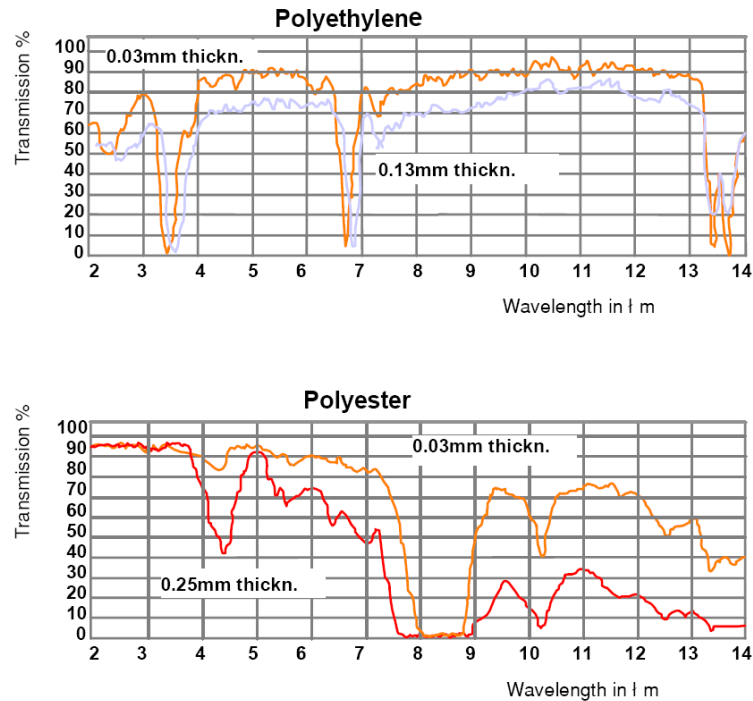 Polyethylene
Transmission %
100
90
80
70
60
50
40
30
20
10
0
0.03mm thickn.
0.13mm thickn.
2 3 4 5 6 7 8 9 10 11 12 13 14
Wavelength in ł m
Polyester
Transmission %
100
90
80
70
60
50
40
30
20
10
0
0.03mm thickn.
0.25mm thickn.
2 3 4 5 6 7 8 9 10 11 12 13 14
Wavelength in ł m